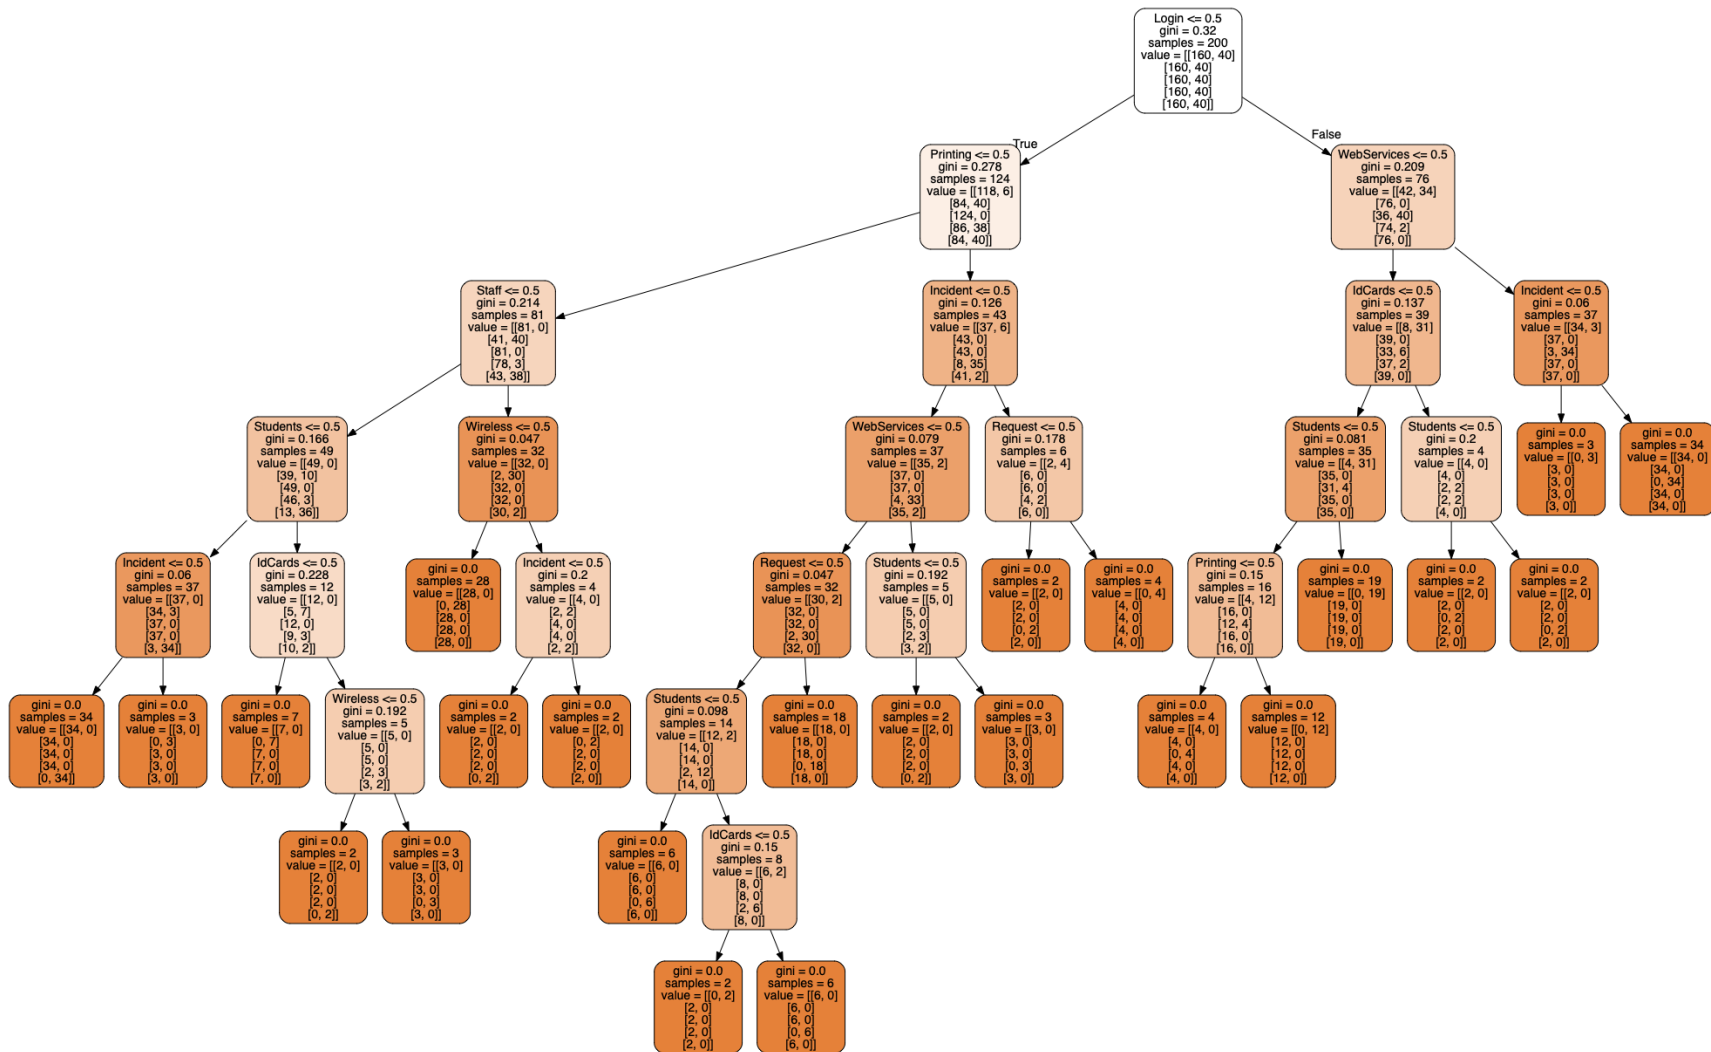 Login <= 0.5
gini = 0.32
samples = 200
value = [[160, 40]
[160, 40]
[160, 40]
[160, 40]
[160, 40]]
True
False
Printing <= 0.5
gini = 0.278
samples = 124
value = [[118, 6]
[84, 40]
[124, 0]
[86, 38]
[84, 40]]
WebServices <= 0.5
gini = 0.209
samples = 76
value = [[42, 34]
[76, 0]
[36, 40]
[74, 2]
[76, 0]]
Staff <= 0.5
gini = 0.214
samples = 81
value = [[81, 0]
[41, 40]
[81, 0]
[78, 3]
[43, 38]]
Incident <= 0.5
gini = 0.126
samples = 43
value = [[37, 6]
[43, 0]
[43, 0]
[8, 35]
[41, 2]]
IdCards <= 0.5
gini = 0.137
samples = 39
value = [[8, 31]
[39, 0]
[33, 6]
[37, 2]
[39, 0]]
Incident <= 0.5
gini = 0.06
samples = 37
value = [[34, 3]
[37, 0]
[3, 34]
[37, 0]
[37, 0]]
Students <= 0.5
gini = 0.166
samples = 49
value = [[49, 0]
[39, 10]
[49, 0]
[46, 3]
[13, 36]]
Wireless <= 0.5
gini = 0.047
samples = 32
value = [[32, 0]
[2, 30]
[32, 0]
[32, 0]
[30, 2]]
WebServices <= 0.5
gini = 0.079
samples = 37
value = [[35, 2]
[37, 0]
[37, 0]
[4, 33]
[35, 2]]
Request <= 0.5
gini = 0.178
samples = 6
value = [[2, 4]
[6, 0]
[6, 0]
[4, 2]
[6, 0]]
Students <= 0.5
gini = 0.081
samples = 35
value = [[4, 31]
[35, 0]
[31, 4]
[35, 0]
[35, 0]]
Students <= 0.5
gini = 0.2
samples = 4
value = [[4, 0]
[4, 0]
[2, 2]
[2, 2]
[4, 0]]
gini = 0.0
samples = 3
value = [[0, 3]
[3, 0]
[3, 0]
[3, 0]
[3, 0]]
gini = 0.0
samples = 34
value = [[34, 0]
[34, 0]
[0, 34]
[34, 0]
[34, 0]]
Incident <= 0.5
gini = 0.06
samples = 37
value = [[37, 0]
[34, 3]
[37, 0]
[37, 0]
[3, 34]]
IdCards <= 0.5
gini = 0.228
samples = 12
value = [[12, 0]
[5, 7]
[12, 0]
[9, 3]
[10, 2]]
gini = 0.0
samples = 28
value = [[28, 0]
[0, 28]
[28, 0]
[28, 0]
[28, 0]]
Incident <= 0.5
gini = 0.2
samples = 4
value = [[4, 0]
[2, 2]
[4, 0]
[4, 0]
[2, 2]]
Request <= 0.5
gini = 0.047
samples = 32
value = [[30, 2]
[32, 0]
[32, 0]
[2, 30]
[32, 0]]
Students <= 0.5
gini = 0.192
samples = 5
value = [[5, 0]
[5, 0]
[5, 0]
[2, 3]
[3, 2]]
gini = 0.0
samples = 2
value = [[2, 0]
[2, 0]
[2, 0]
[0, 2]
[2, 0]]
gini = 0.0
samples = 4
value = [[0, 4]
[4, 0]
[4, 0]
[4, 0]
[4, 0]]
Printing <= 0.5
gini = 0.15
samples = 16
value = [[4, 12]
[16, 0]
[12, 4]
[16, 0]
[16, 0]]
gini = 0.0
samples = 19
value = [[0, 19]
[19, 0]
[19, 0]
[19, 0]
[19, 0]]
gini = 0.0
samples = 2
value = [[2, 0]
[2, 0]
[0, 2]
[2, 0]
[2, 0]]
gini = 0.0
samples = 2
value = [[2, 0]
[2, 0]
[2, 0]
[0, 2]
[2, 0]]
gini = 0.0
samples = 34
value = [[34, 0]
[34, 0]
[34, 0]
[34, 0]
[0, 34]]
gini = 0.0
samples = 3
value = [[3, 0]
[0, 3]
[3, 0]
[3, 0]
[3, 0]]
gini = 0.0
samples = 7
value = [[7, 0]
[0, 7]
[7, 0]
[7, 0]
[7, 0]]
Wireless <= 0.5
gini = 0.192
samples = 5
value = [[5, 0]
[5, 0]
[5, 0]
[2, 3]
[3, 2]]
gini = 0.0
samples = 2
value = [[2, 0]
[2, 0]
[2, 0]
[2, 0]
[0, 2]]
gini = 0.0
samples = 2
value = [[2, 0]
[0, 2]
[2, 0]
[2, 0]
[2, 0]]
Students <= 0.5
gini = 0.098
samples = 14
value = [[12, 2]
[14, 0]
[14, 0]
[2, 12]
[14, 0]]
gini = 0.0
samples = 18
value = [[18, 0]
[18, 0]
[18, 0]
[0, 18]
[18, 0]]
gini = 0.0
samples = 2
value = [[2, 0]
[2, 0]
[2, 0]
[2, 0]
[0, 2]]
gini = 0.0
samples = 3
value = [[3, 0]
[3, 0]
[3, 0]
[0, 3]
[3, 0]]
gini = 0.0
samples = 4
value = [[4, 0]
[4, 0]
[0, 4]
[4, 0]
[4, 0]]
gini = 0.0
samples = 12
value = [[0, 12]
[12, 0]
[12, 0]
[12, 0]
[12, 0]]
gini = 0.0
samples = 2
value = [[2, 0]
[2, 0]
[2, 0]
[2, 0]
[0, 2]]
gini = 0.0
samples = 3
value = [[3, 0]
[3, 0]
[3, 0]
[0, 3]
[3, 0]]
gini = 0.0
samples = 6
value = [[6, 0]
[6, 0]
[6, 0]
[0, 6]
[6, 0]]
IdCards <= 0.5
gini = 0.15
samples = 8
value = [[6, 2]
[8, 0]
[8, 0]
[2, 6]
[8, 0]]
gini = 0.0
samples = 2
value = [[0, 2]
[2, 0]
[2, 0]
[2, 0]
[2, 0]]
gini = 0.0
samples = 6
value = [[6, 0]
[6, 0]
[6, 0]
[0, 6]
[6, 0]]